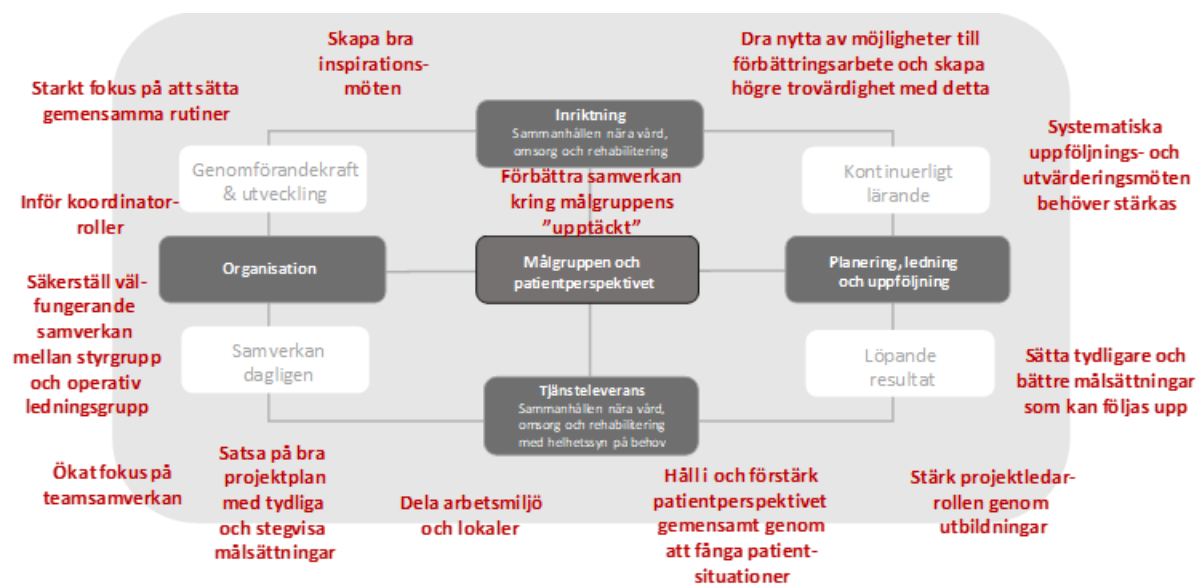 Skapa bra
inspirations-
möten
Dra nytta av möjligheter till
förbättringsarbete och skapa
högre trovärdighet med detta
Starkt fokus på att sätta
gemensamma rutiner
Inriktning
Sammanhållen nära vård,
omsorg och rehabilitering
Systematiska
uppföljnings- och
utvärderingsmöten
behöver stärkas
Genomförandekraft
& utveckling
Förbättra samverkan
kring målgruppens
”upptäckt”
Kontinuerligt
lärande
Inför koordinator-
roller
Organisation
Målgruppen och
patientperspektivet
Planering, ledning
och uppföljning
Säkerställ väl-
fungerande
samverkan
mellan styrgrupp
och operativ
ledningsgrupp
Samverkan
dagligen
Löpande
resultat
Sätta tydligare och
bättre målsättningar
som kan följas upp
Tjänsteleverans
Sammanhållen nära vård,
omsorg och rehabilitering
med helhetssyn på behov
Ökat fokus på
teamsamverkan
Satsa på bra
projektplan
med tydliga
och stegvisa
målsättningar
Dela arbetsmiljö
och lokaler
Håll i och förstärk
patientperspektivet
gemensamt genom
att fånga patient-
situationer
Stärk projektledar-
rollen genom
utbildningar